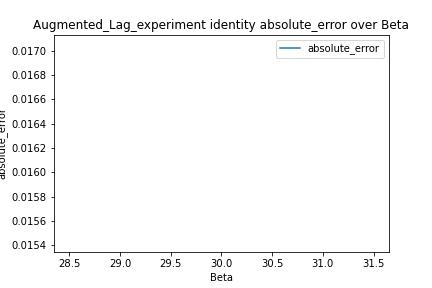 Augmented_Lag_experiment identity absolute_error over Beta
absolute_error
0.0170
0.0168
0.0166
0.0164
0.0162
0.0160
0.0158
0.0156
0.0154
absolute_error
28.5 29.0 29.5 30.0 30.5 31.0 31.5
Beta